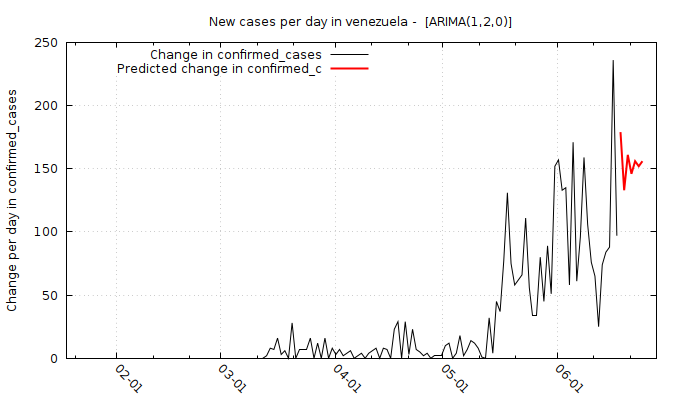 New cases per day in venezuela - [ARIMA(1,2,0)]
Change in confirmed_cases
Predicted change in confirmed_c
Change per day in confirmed_cases
250
200
150
100
50
0
02-01
03-01
04-01
05-01
06-01